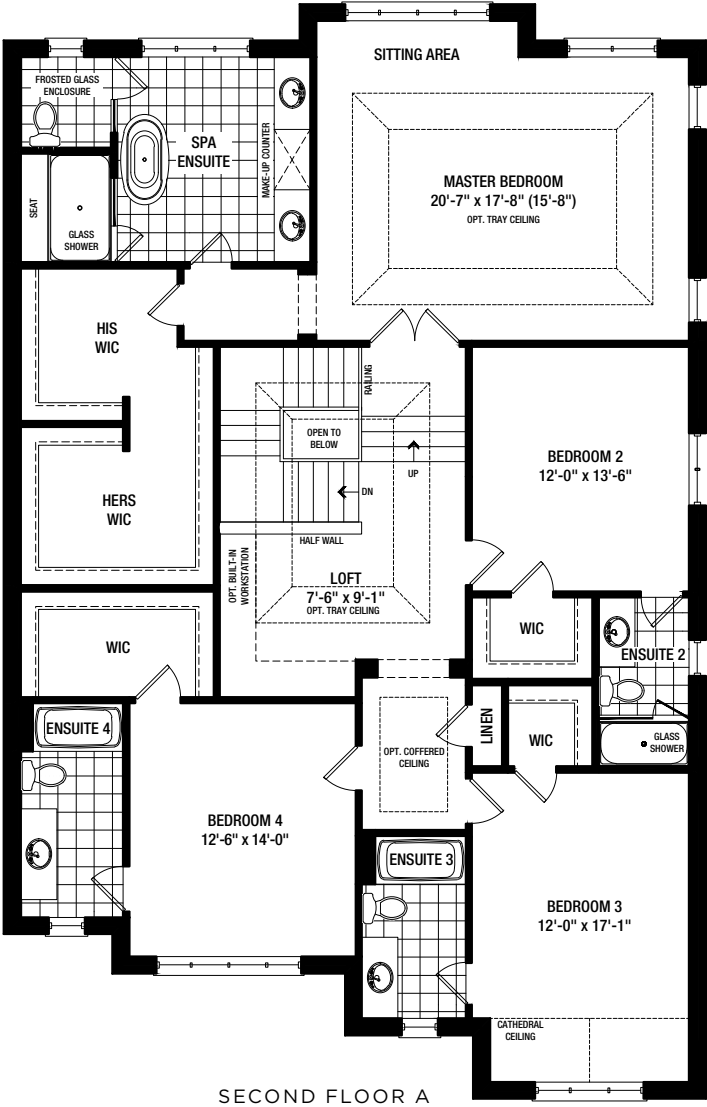 SITTING AREA
FROSTED GLASS
ENCLOSURE
SPA
ENSUITE
MAKE-UP COUNTER
MASTER BEDROOM
20'-7" x 17'-8" (15'-8")
OPT. TRAY CEILING
SEAT
GLASS
SHOWER
HIS
WIC
RAILING
OPEN TO
BELOW
UP
DN
BEDROOM 2
12'-0" x 13'-6"
HERS
WIC
HALF WALL
OPT. BUILT-IN
WORKSTATION
LOFT
7'-6" x 9'-1"
OPT. TRAY CEILING
WIC
WIC
ENSUITE 2
ENSUITE 4
LINEN
WIC
GLASS
SHOWER
OPT. COFFERED
CEILING
BEDROOM 4
12'-6" x 14'-0"
ENSUITE 3
BEDROOM 3
12'-0" x 17'-1"
CATHEDRAL
CEILING
SECOND FLOOR A